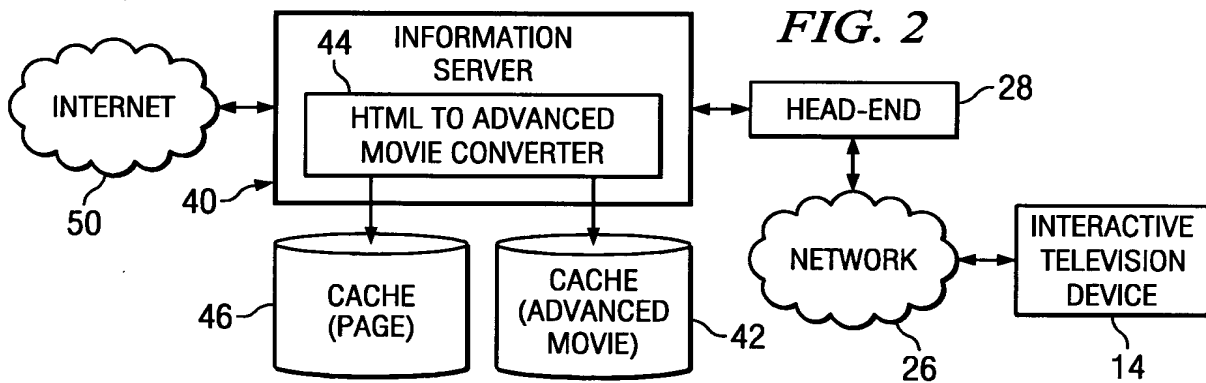 FIG. 2
INTERNET
50
INFORMATION
SERVER
44
HTML TO ADVANCED
MOVIE CONVERTER
40
HEAD-END
28
CACHE
(PAGE)
46
CACHE
(ADVANCED
MOVIE)
42
NETWORK
26
INTERACTIVE
TELEVISION
DEVICE
14